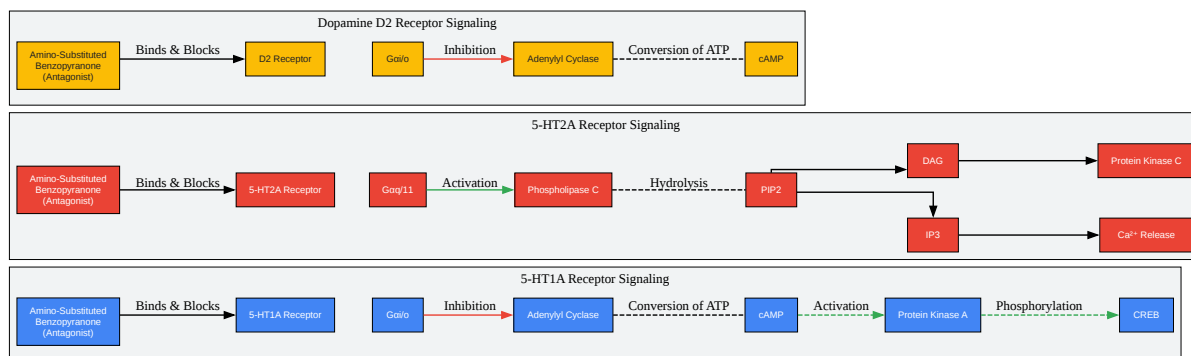 Dopamine D2 Receptor Signaling
Amino-Substituted
Benzopyranone
(Antagonist)
Binds & Blocks
D2 Receptor
Gαi/o
Inhibition
Adenylyl Cyclase
Conversion of ATP
cAMP
5-HT2A Receptor Signaling
Amino-Substituted
Benzopyranone
(Antagonist)
Binds & Blocks
5-HT2A Receptor
Gαq/11
Activation
Phospholipase C
Hydrolysis
PIP2
DAG
Protein Kinase C
IP3
Ca²⁺ Release
5-HT1A Receptor Signaling
Amino-Substituted
Benzopyranone
(Antagonist)
Binds & Blocks
5-HT1A Receptor
Gαi/o
Inhibition
Adenylyl Cyclase
Conversion of ATP
cAMP
Activation
Protein Kinase A
Phosphorylation
CREB